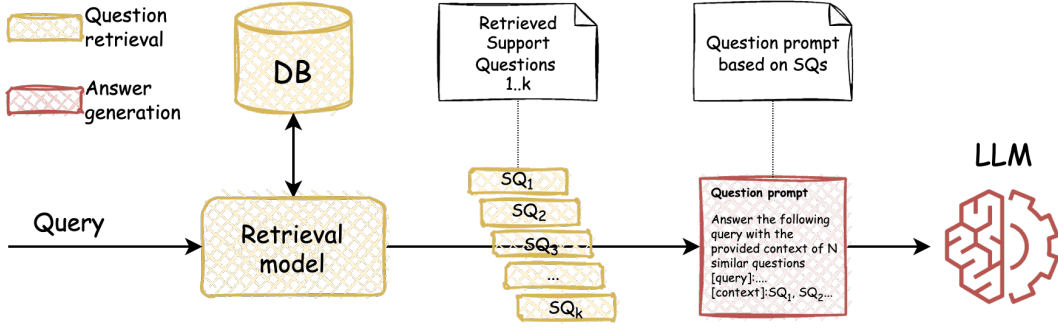 Question
retrieval
Answer
generation
DB
Retrieved
Support
Questions
1..k
Question prompt
based on SQs
LLM
Query
Retrieval
model
SQ₁
SQ₂
SQ₃
...
SQₖ
Question prompt
Answer the following
query with the
provided context of N
similar questions
[query]:....
[context]:SQ₁, SQ₂...